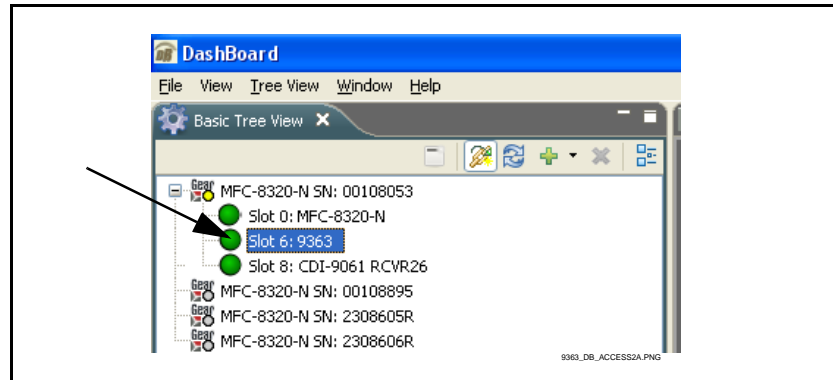 DashBoard
File View Tree View Window Help
Basic Tree View
Gear MFC-8320-N SN: 00108053
Slot 0: MFC-8320-N
Slot 6: 9363
Slot 8: CDI-9061 RCVR26
Gear MFC-8320-N SN: 00108895
Gear MFC-8320-N SN: 2308605R
Gear MFC-8320-N SN: 2308606R
9363_DB_ACCESS2A.PNG